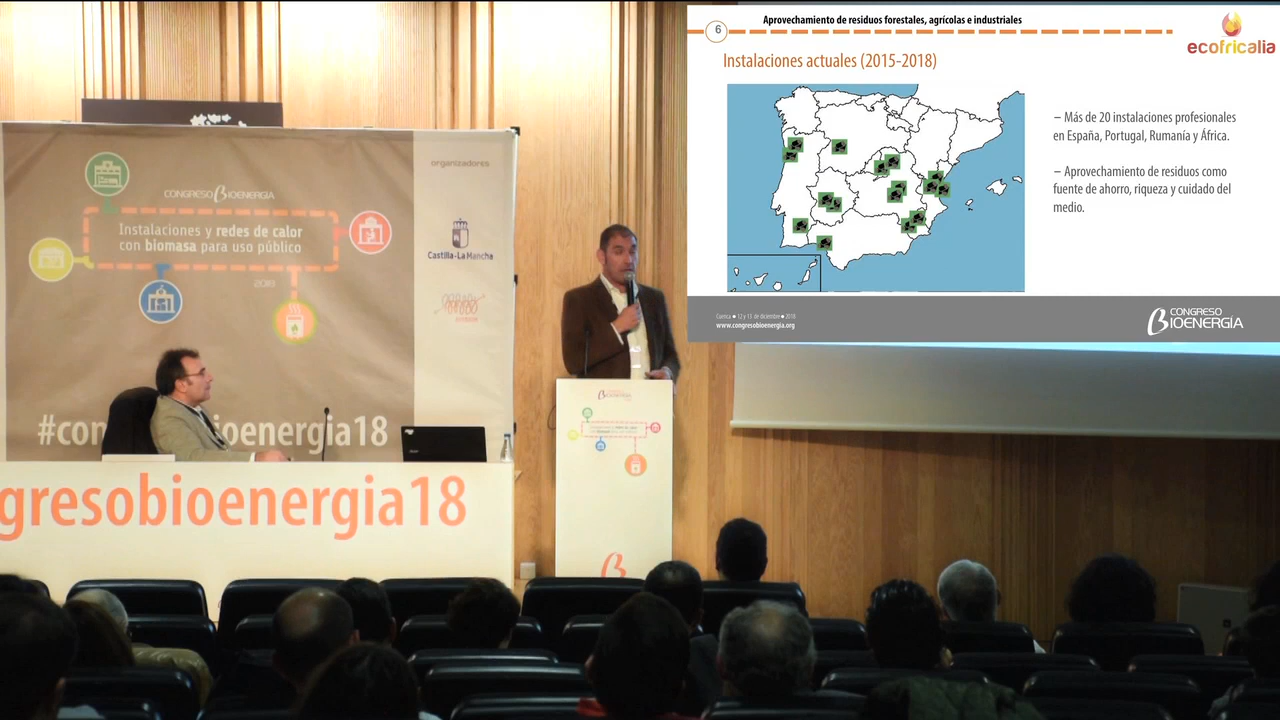 6
Aprovechamiento de residuos forestales, agrícolas e industriales
ecofricalia
Instalaciones actuales (2015-2018)
– Más de 20 instalaciones profesionales
en España, Portugal, Rumanía y África.
– Aprovechamiento de residuos como
fuente de ahorro, riqueza y cuidado del
medio.
Cuenca ● 12 y 13 de diciembre ● 2018
www.congresobioenergia.org
CONGRESO
BIOENERGÍA
organizadores
CONGRESO BIOENERGIA
Instalaciones y redes de calor
con biomasa para uso público
2018
Castilla-La Mancha
#con bioenergia18
gresobioenergia18